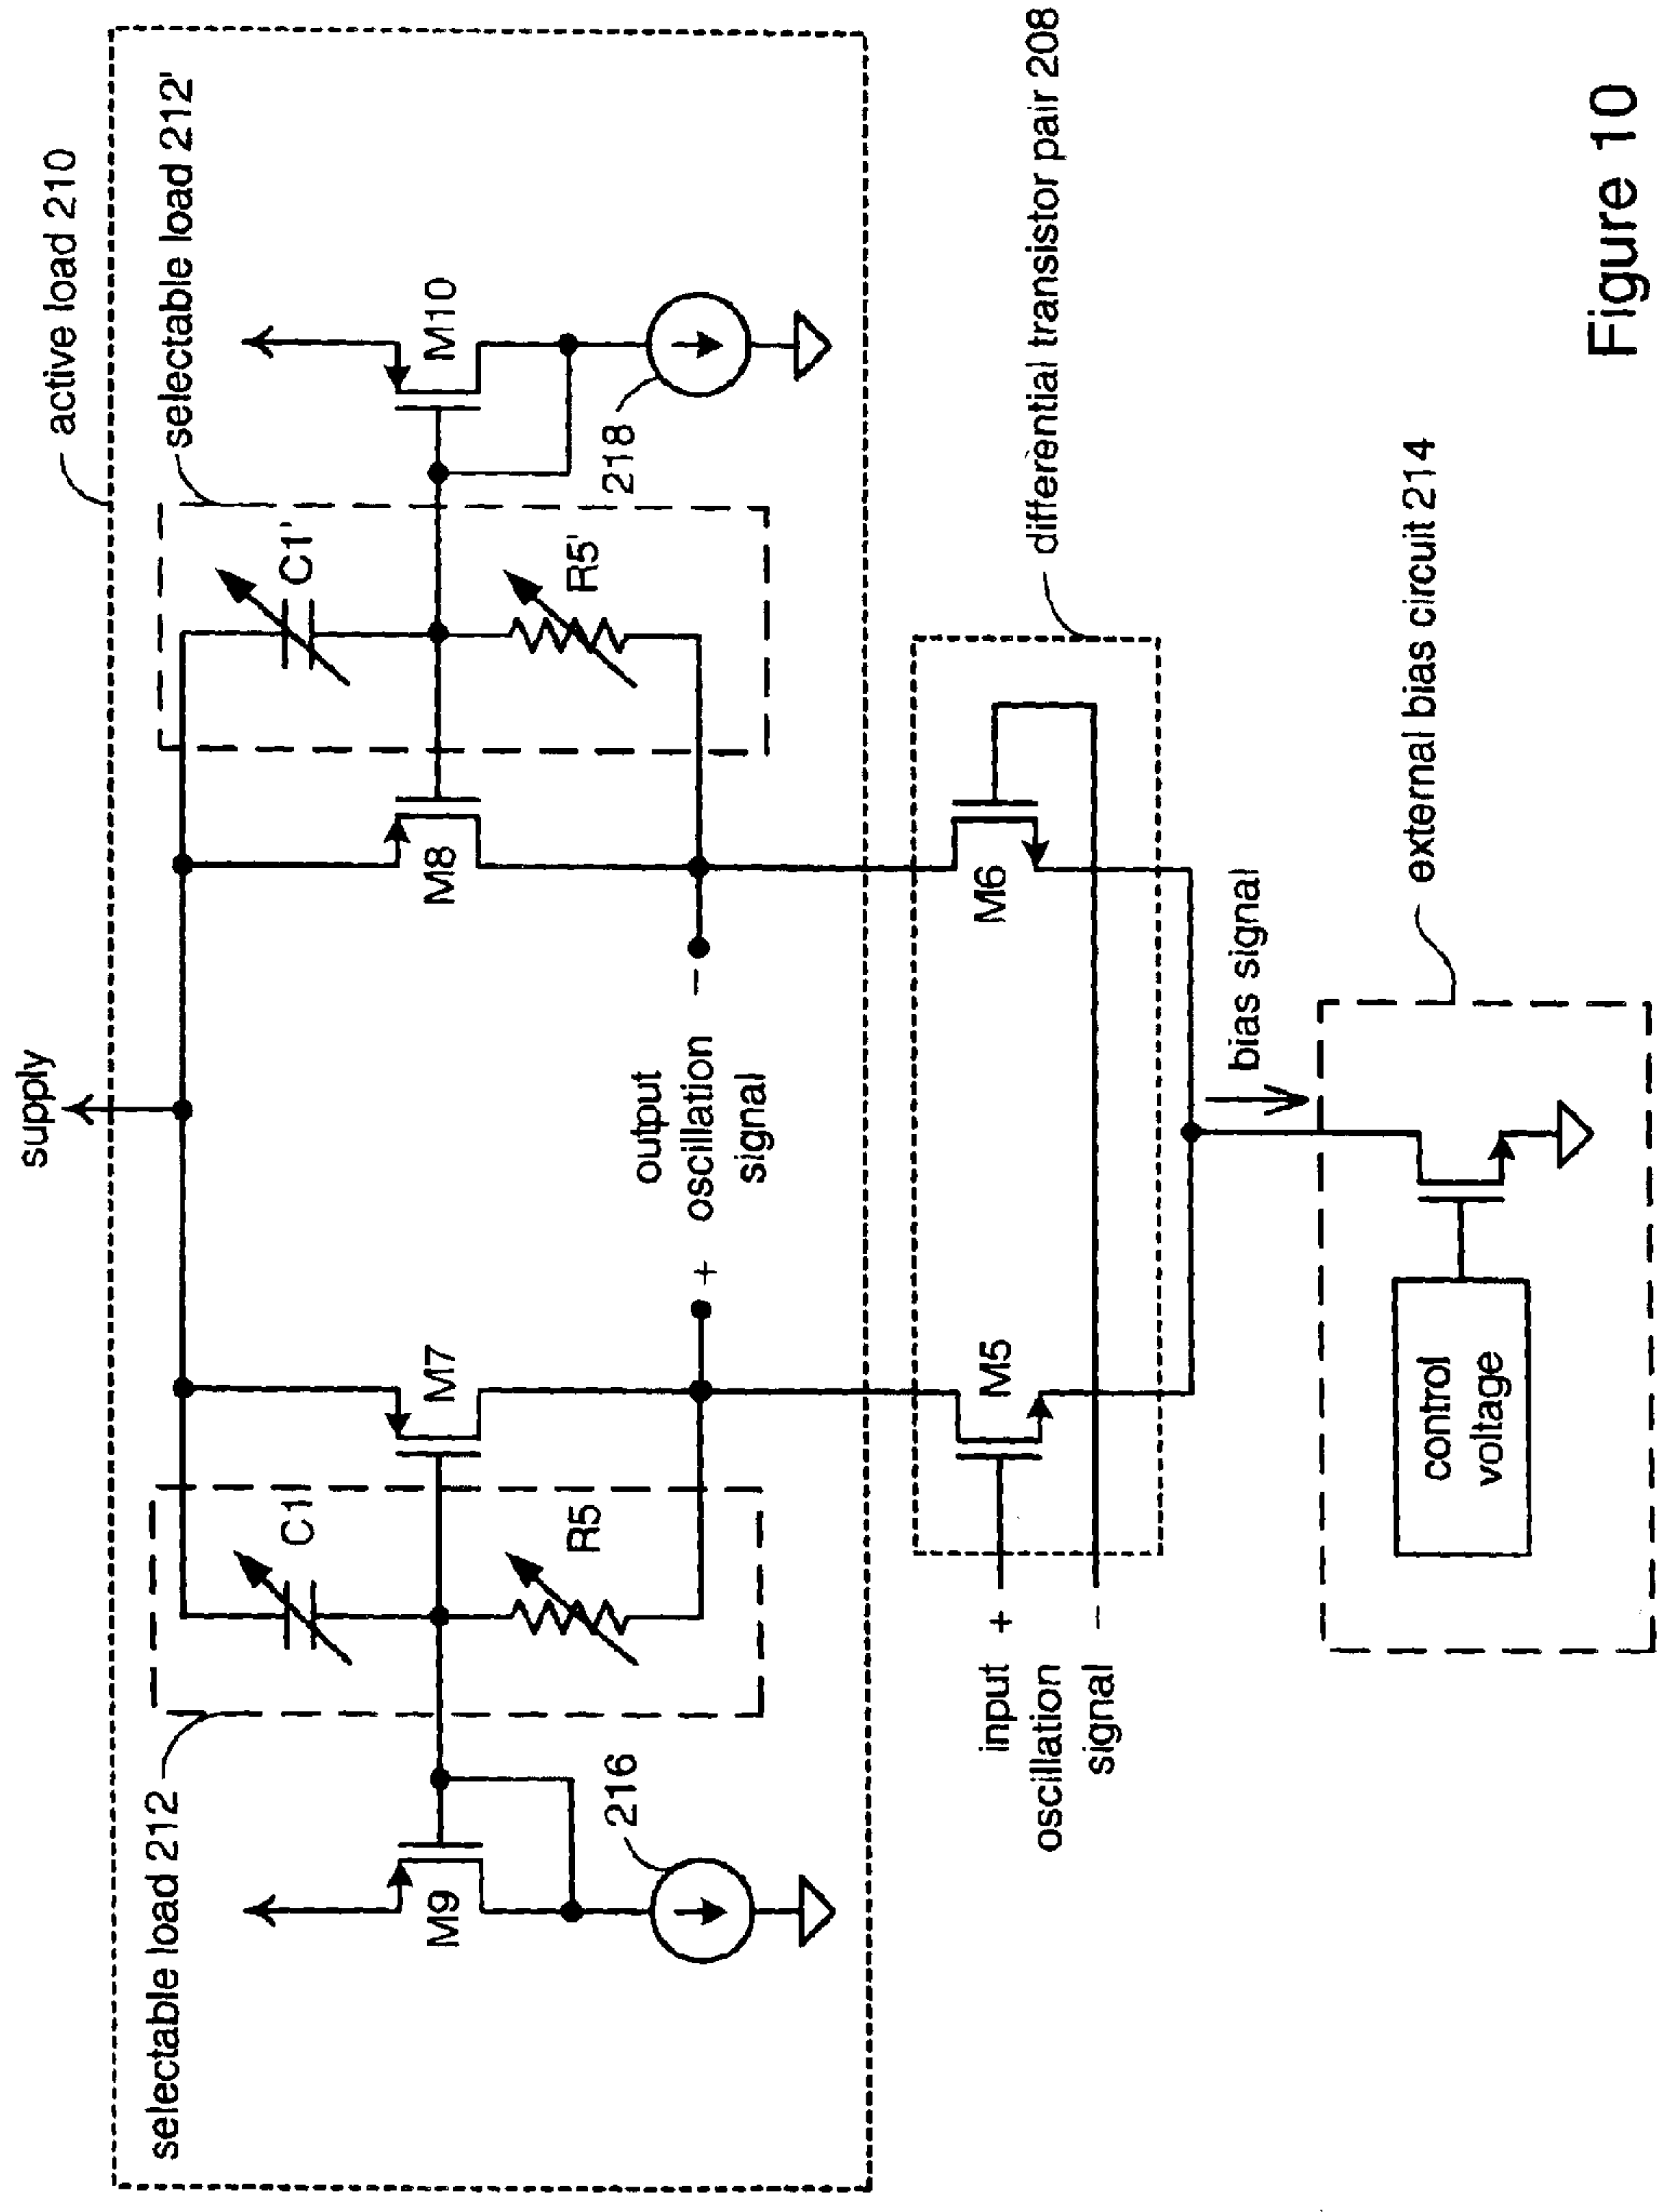 supply
active load 210
selectable load 212
selectable load 212'
C1
C1'
M9
M7
M8
M10
R5
R5'
216
218
+
output
oscillation
signal
−
differential transistor pair 208
input
oscillation
signal
+
−
M5
M6
bias signal
external bias circuit 214
control
voltage
Figure 10